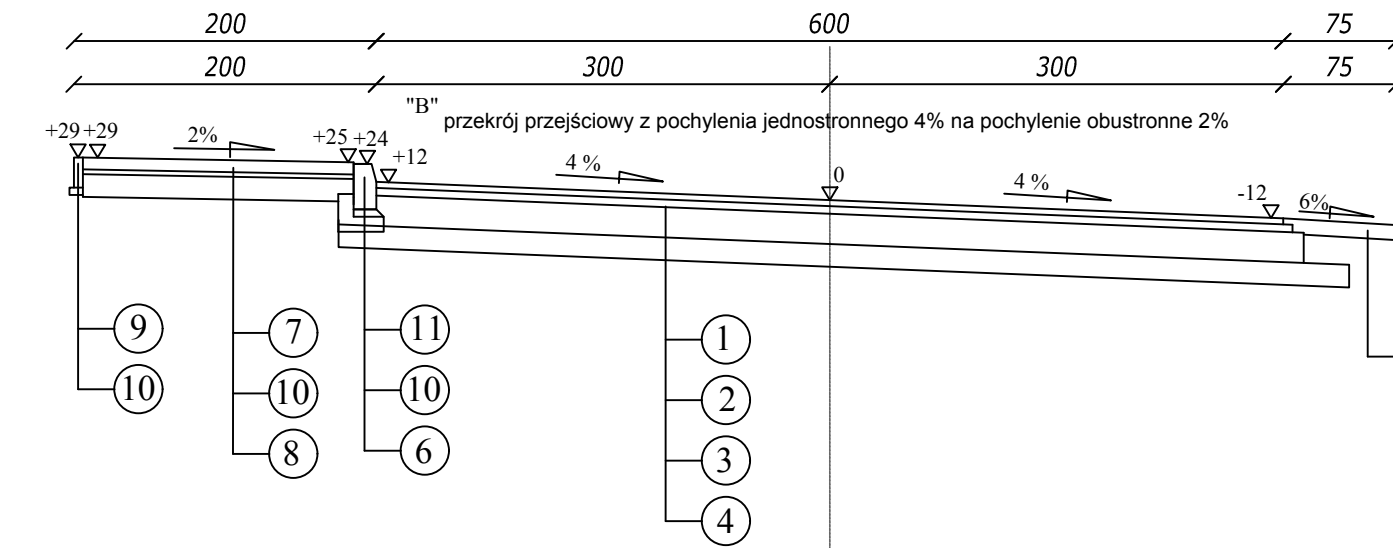 200 600 75
200 300 300 75
"B"
przekrój przejściowy z pochylenia jednostronnego 4% na pochylenie obustronne 2%
+29 +29 2% +25 +24
+12 4 % 0 4 % -12 6%
9 7 11 1
10 10 10 2
8 6 3
4